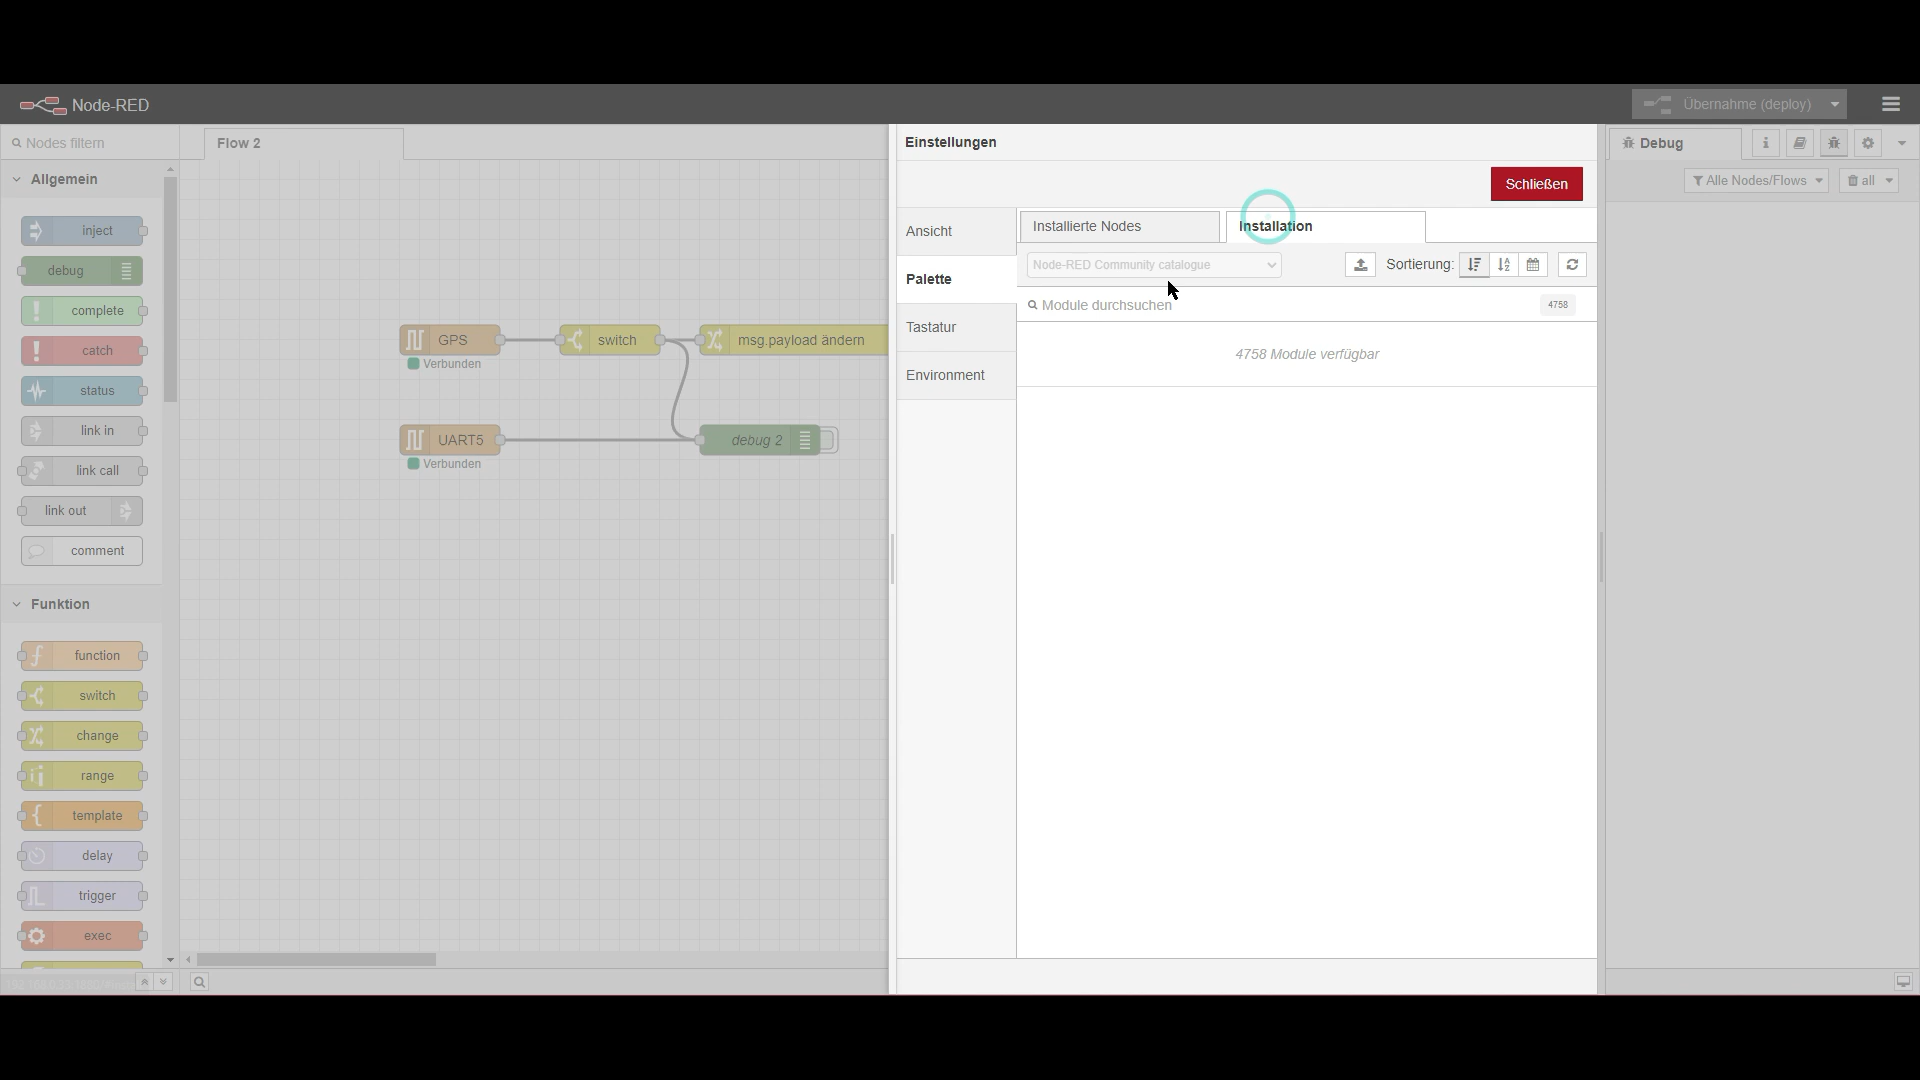 Node-RED
Übernahme (deploy)
Nodes filtern
Flow 2
Einstellungen
Debug
Schließen
Alle Nodes/Flows
all
Allgemein
inject
debug
complete
catch
status
link in
link call
link out
comment
Funktion
function
switch
change
range
template
delay
trigger
exec
GPS
Verbunden
switch
msg.payload ändern
UART5
Verbunden
debug 2
Ansicht
Palette
Tastatur
Environment
Installierte Nodes
Installation
Node-RED Community catalogue
Sortierung:
Module durchsuchen
4758
4758 Module verfügbar